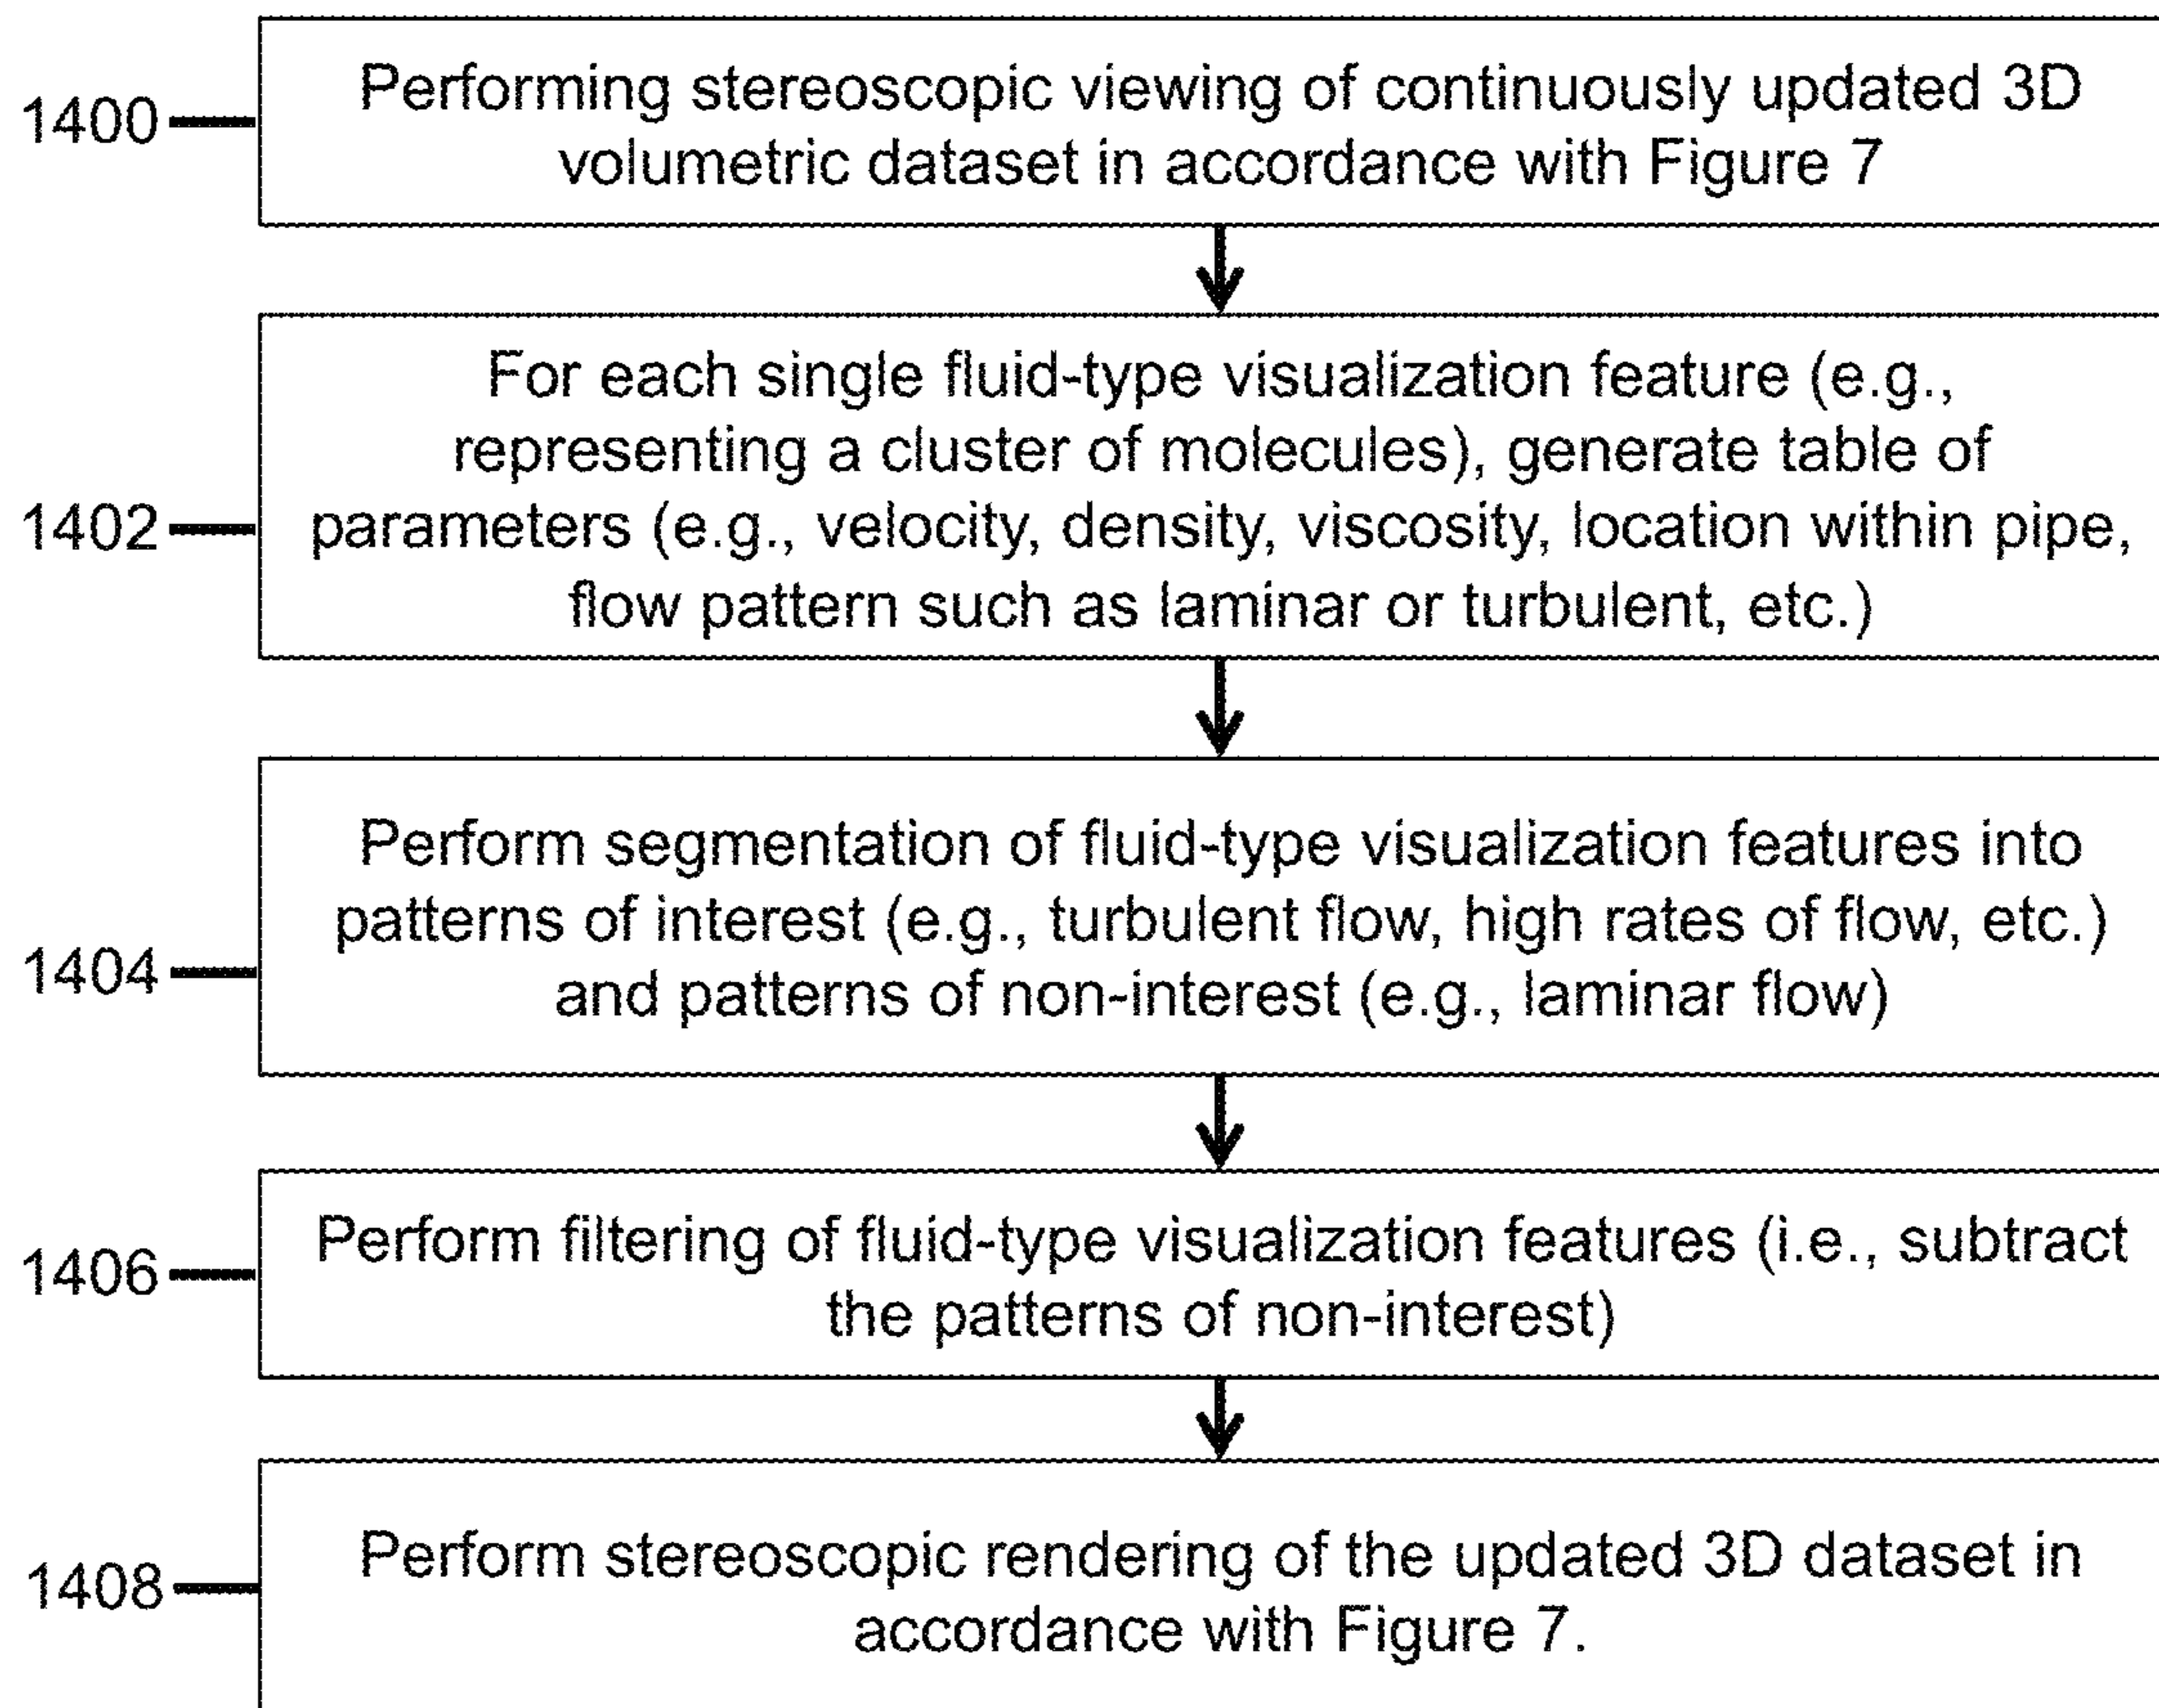 1400
Performing stereoscopic viewing of continuously updated 3D
volumetric dataset in accordance with Figure 7
1402
For each single fluid-type visualization feature (e.g.,
representing a cluster of molecules), generate table of
parameters (e.g., velocity, density, viscosity, location within pipe,
flow pattern such as laminar or turbulent, etc.)
1404
Perform segmentation of fluid-type visualization features into
patterns of interest (e.g., turbulent flow, high rates of flow, etc.)
and patterns of non-interest (e.g., laminar flow)
1406
Perform filtering of fluid-type visualization features (i.e., subtract
the patterns of non-interest)
1408
Perform stereoscopic rendering of the updated 3D dataset in
accordance with Figure 7.